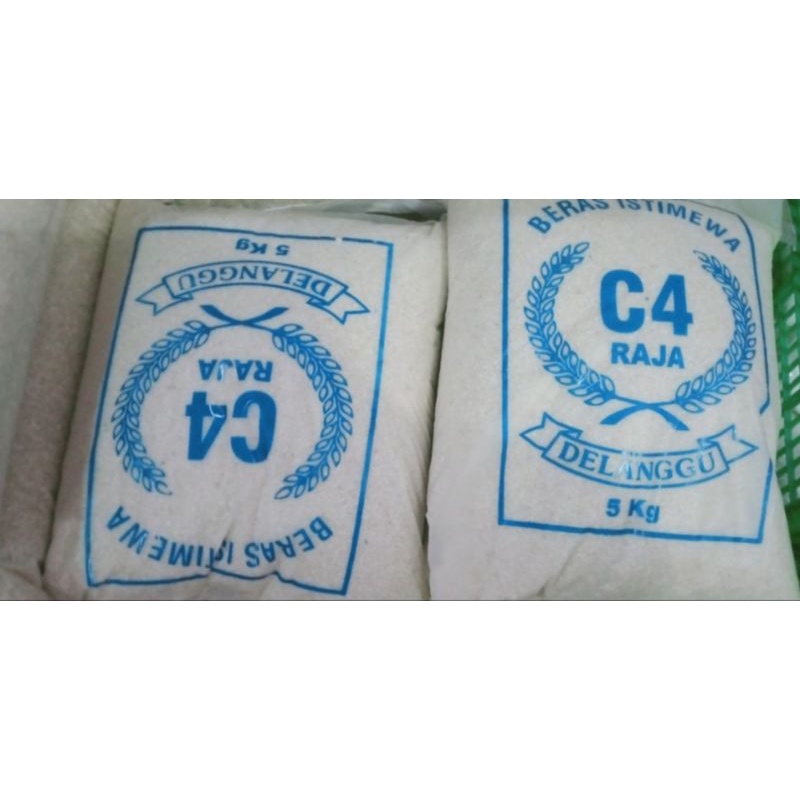 5 Kg
DELANGGU
RAJA
C4
BERAS ISTIMEWA
BERAS ISTIMEWA
C4
RAJA
DELANGGU
5 Kg